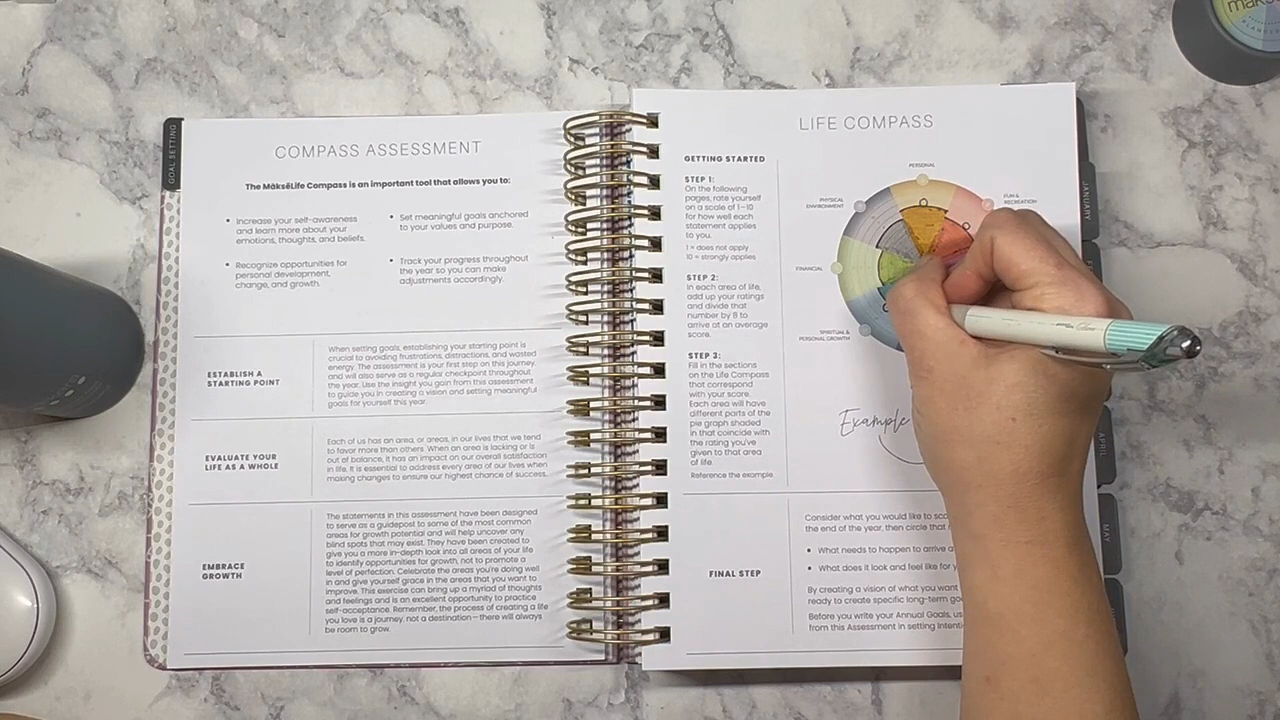 GOAL SETTING
COMPASS ASSESSMENT
The MäksēLife Compass is an important tool that allows you to:
• Increase your self-awareness
and learn more about your
emotions, thoughts, and beliefs.
• Recognize opportunities for
personal development,
change, and growth.
• Set meaningful goals anchored
to your values and purpose.
• Track your progress throughout
the year so you can make
adjustments accordingly.
ESTABLISH A
STARTING POINT
When setting goals, establishing your starting point is
crucial to avoiding frustrations, distractions, and wasted
energy. The assessment is your first step on this journey,
and will also serve as a regular checkpoint throughout
the year. Use the insight you gain from this assessment
to guide you in creating a vision and setting meaningful
goals for yourself this year.
EVALUATE YOUR
LIFE AS A WHOLE
Each of us has an area, or areas, in our lives that we tend
to favor more than others. When an area is lacking or is
out of balance, it has an impact on our overall satisfaction
in life. It is essential to address every area of our lives when
making changes to ensure our highest chance of success.
EMBRACE
GROWTH
The statements in this assessment have been designed
to serve as a guidepost to some of the most common
areas for growth potential and will help uncover any
blind spots that may exist. They have been created to
give you a more in-depth look into all areas of your life
to identify opportunities for growth, not to promote a
level of perfection. Celebrate the areas you're doing well
in and give yourself grace in the areas that you want to
improve. This exercise can bring up a myriad of thoughts
and feelings and is an excellent opportunity to practice
self-acceptance. Remember, the process of creating a life
you love is a journey, not a destination—there will always
be room to grow.
LIFE COMPASS
GETTING STARTED
STEP 1:
On the following
pages, rate yourself
on a scale of 1–10
for how well each
statement applies
to you.
1 = does not apply
10 = strongly applies
STEP 2:
In each area of life,
add up your ratings
and divide that
number by 8 to
arrive at an average
score.
STEP 3:
Fill in the sections
on the Life Compass
that correspond
with your score.
Each area will have
different parts of the
pie graph shaded
in that coincide with
the rating you've
given to that area
of life.
Reference the example.
PERSONAL
FUN &
RECREATION
PHYSICAL
ENVIRONMENT
FINANCIAL
SPIRITUAL &
PERSONAL GROWTH
Example
FINAL STEP
Consider what you would like to
the end of the year, then circle that
• What needs to happen to arrive
• What does it look and feel like for
By creating a vision of what you want
ready to create specific long-term
Before you write your Annual Goals,
from this Assessment in setting
JANUARY
APRIL
MAY